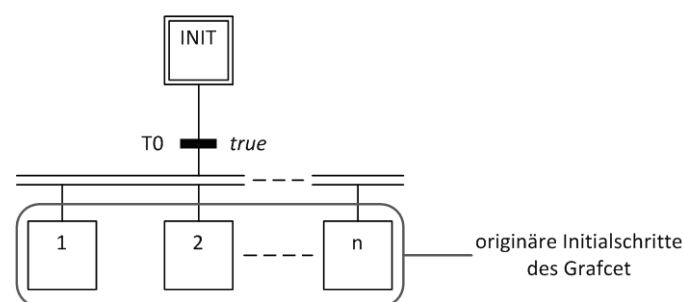 INIT
T0 true
1 2 n
originäre Initialschritte
des Grafcet